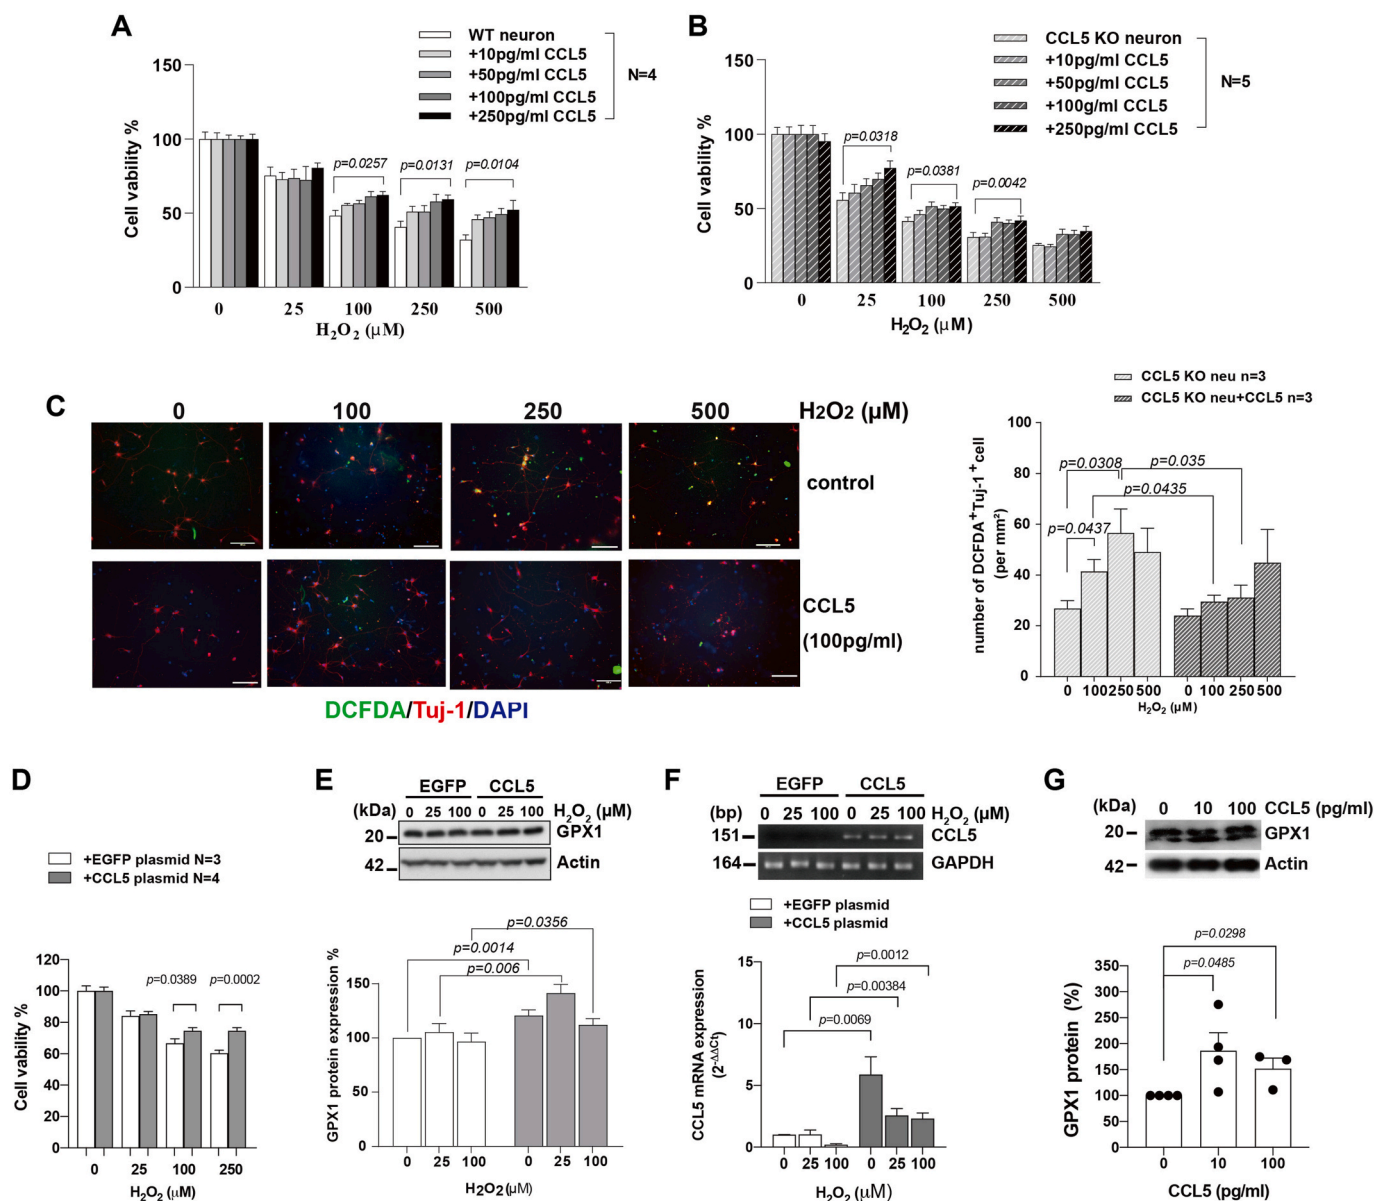 A
WT neuron
+10pg/ml CCL5
+50pg/ml CCL5
+100pg/ml CCL5
+250pg/ml CCL5
N=4
Cell viability %
150
100
50
0
p=0.0257
p=0.0131
p=0.0104
0 25 100 250 500
H2O2 (μM)
B
CCL5 KO neuron
+10pg/ml CCL5
+50pg/ml CCL5
+100g/ml CCL5
+250pg/ml CCL5
N=5
Cell viability %
150
100
50
0
p=0.0318
p=0.0381
p=0.0042
0 25 100 250 500
H2O2 (μM)
C
0 100 250 500 H2O2 (μM)
control
CCL5
(100pg/ml)
DCFDA/Tuj-1/DAPI
CCL5 KO neu n=3
CCL5 KO neu+CCL5 n=3
number of DCFDA+Tuj-1+cell
(per mm²)
100
80
60
40
20
0
p=0.0308
p=0.035
p=0.0435
p=0.0437
0 100 250 500 0 100 250 500
H2O2 (μM)
D
+EGFP plasmid N=3
+CCL5 plasmid N=4
Cell viability %
120
100
80
60
40
20
0
p=0.0389
p=0.0002
0 25 100 250
H2O2 (μM)
E
EGFP CCL5
(kDa) 0 25 100 0 25 100 H2O2 (μM)
20 GPX1
42 Actin
GPX1 protein expression %
150
100
50
0
p=0.0356
p=0.0014
p=0.006
0 25 100 0 25 100
H2O2 (μM)
F
EGFP CCL5
(bp) 0 25 100 0 25 100 H2O2 (μM)
151 CCL5
164 GAPDH
+EGFP plasmid
+CCL5 plasmid
CCL5 mRNA expression
(2-ΔΔCt)
15
10
5
0
p=0.0012
p=0.00384
p=0.0069
0 25 100 0 25 100
H2O2 (μM)
G
(kDa) 0 10 100 CCL5 (pg/ml)
20 GPX1
42 Actin
GPX1 protein (%)
350
300
250
200
150
100
50
0
p=0.0298
p=0.0485
0 10 100
CCL5 (pg/ml)